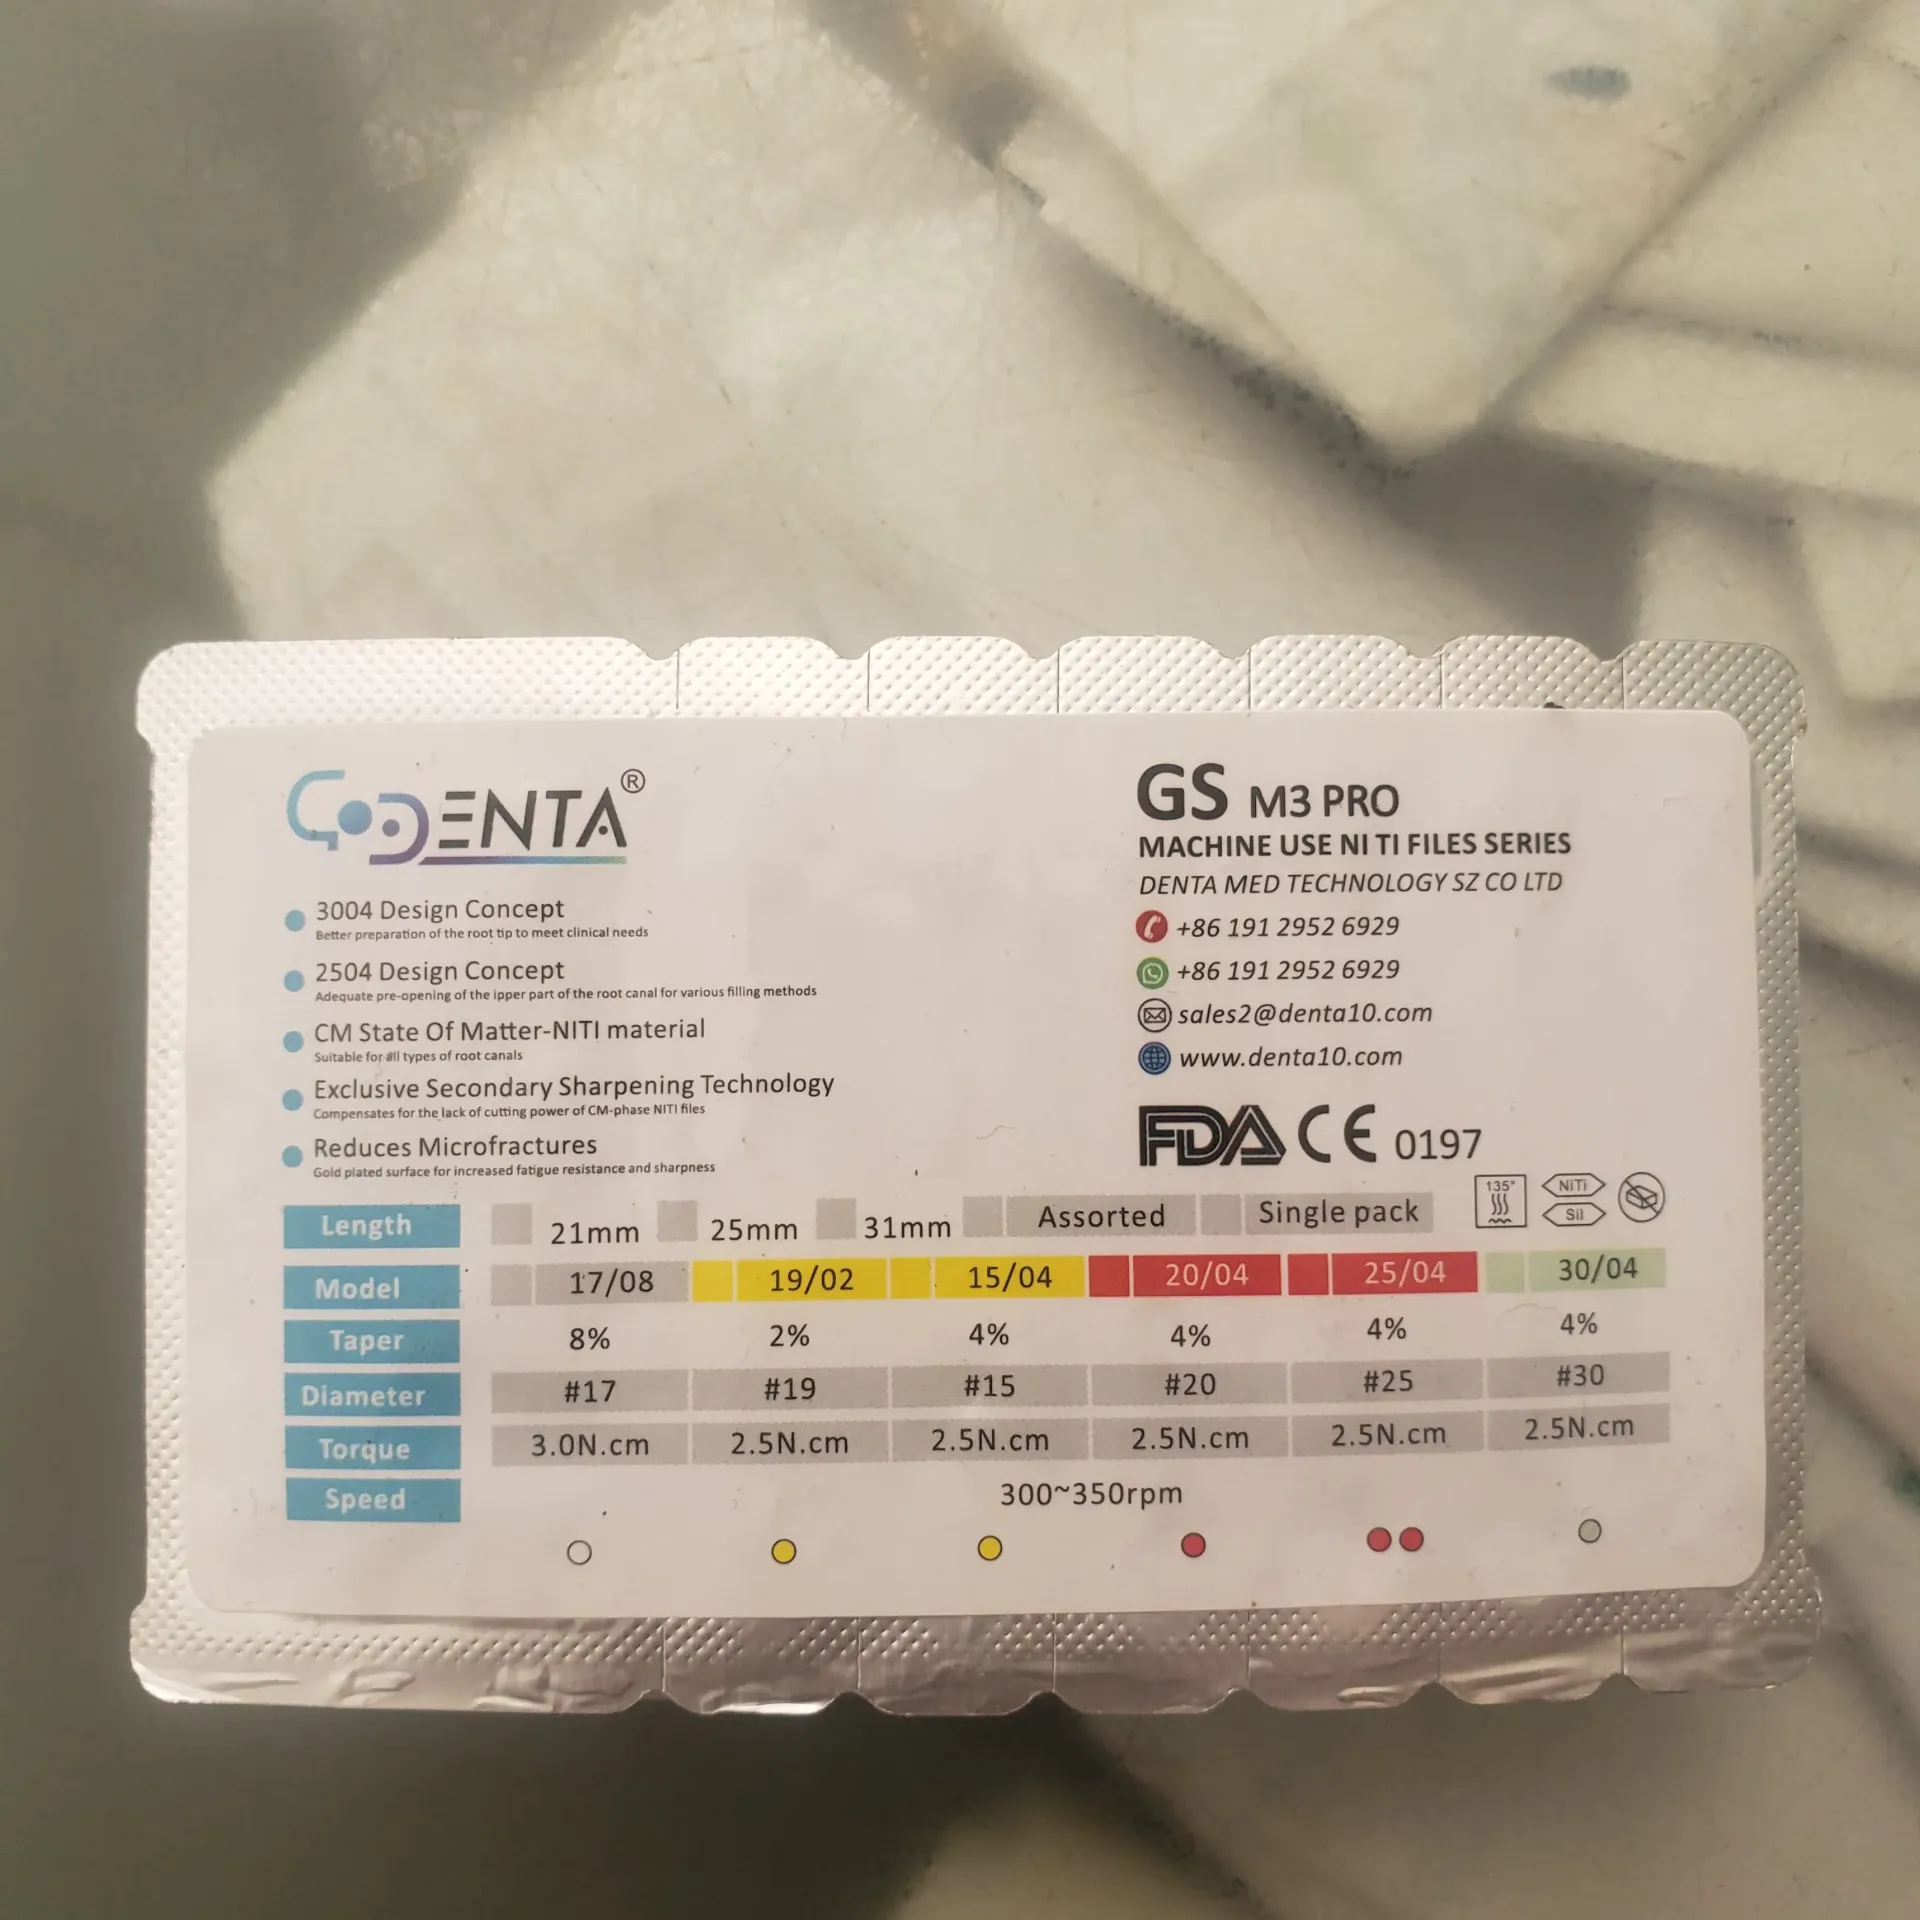 GODENTA®
3004 Design Concept
Better preparation of the root tip to meet clinical needs
2504 Design Concept
Adequate pre-opening of the ipper part of the root canal for various filling methods
CM State Of Matter-NITI material
Suitable for all types of root canals
Exclusive Secondary Sharpening Technology
Compensates for the lack of cutting power of CM-phase NITI files
Reduces Microfractures
Gold plated surface for increased fatigue resistance and sharpness
GS M3 PRO
MACHINE USE NI TI FILES SERIES
DENTA MED TECHNOLOGY SZ CO LTD
+86 191 2952 6929
+86 191 2952 6929
sales2@denta10.com
www.denta10.com
FDA CE 0197
135°
NiTi
Sil
Length 21mm 25mm 31mm Assorted Single pack
Model 17/08 19/02 15/04 20/04 25/04 30/04
Taper 8% 2% 4% 4% 4% 4%
Diameter #17 #19 #15 #20 #25 #30
Torque 3.0N.cm 2.5N.cm 2.5N.cm 2.5N.cm 2.5N.cm 2.5N.cm
Speed 300~350rpm